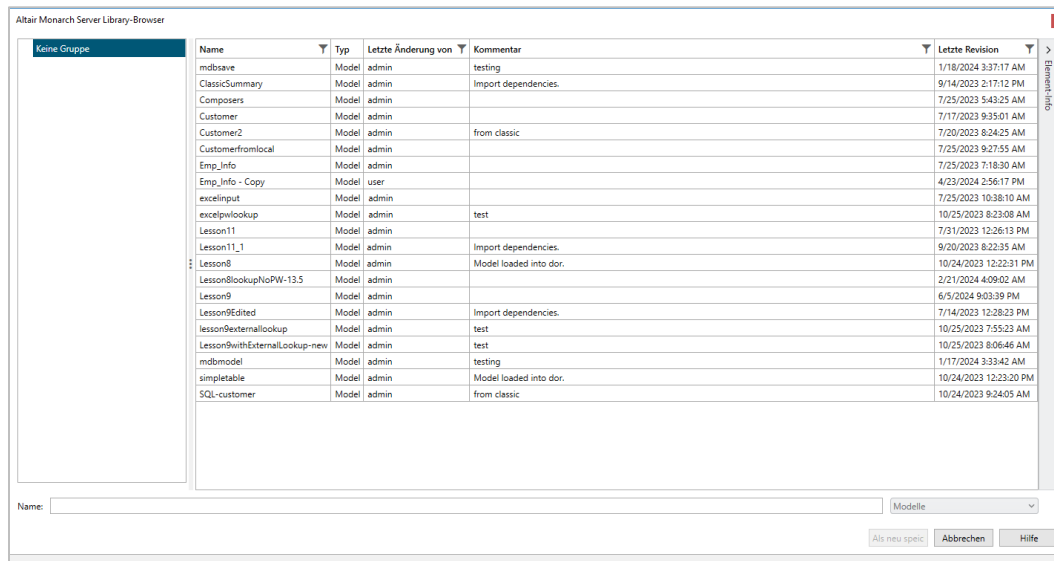 Altair Monarch Server Library-Browser
Keine Gruppe
Name Typ Letzte Änderung von Kommentar Letzte Revision
mdbsave Model admin testing 1/18/2024 3:37:17 AM
ClassicSummary Model admin Import dependencies. 9/14/2023 2:17:12 PM
Composers Model admin 7/25/2023 5:43:25 AM
Customer Model admin 7/17/2023 9:35:01 AM
Customer2 Model admin from classic 7/20/2023 8:24:25 AM
Customerfromlocal Model admin 7/25/2023 9:27:55 AM
Emp_Info Model admin 7/25/2023 7:18:30 AM
Emp_Info - Copy Model user 4/23/2024 2:56:17 PM
excelinput Model admin 7/25/2023 10:38:10 AM
excelpwlookup Model admin test 10/25/2023 8:23:08 AM
Lesson11 Model admin 7/31/2023 12:26:13 PM
Lesson11_1 Model admin Import dependencies. 9/20/2023 8:22:35 AM
Lesson8 Model admin Model loaded into dor. 10/24/2023 12:22:31 PM
Lesson8lookupNoPW-13.5 Model admin 2/21/2024 4:09:02 AM
Lesson9 Model admin 6/5/2024 9:03:39 PM
Lesson9Edited Model admin Import dependencies. 7/14/2023 12:28:23 PM
lesson9externallookup Model admin test 10/25/2023 7:55:23 AM
Lesson9withExternalLookup-new Model admin test 10/25/2023 8:06:46 AM
mdbmodel Model admin testing 1/17/2024 3:33:42 AM
simpletable Model admin Model loaded into dor. 10/24/2023 12:23:20 PM
SQL-customer Model admin from classic 10/24/2023 9:24:05 AM
Element-Info
Name: Modelle
Als neu speic Abbrechen Hilfe